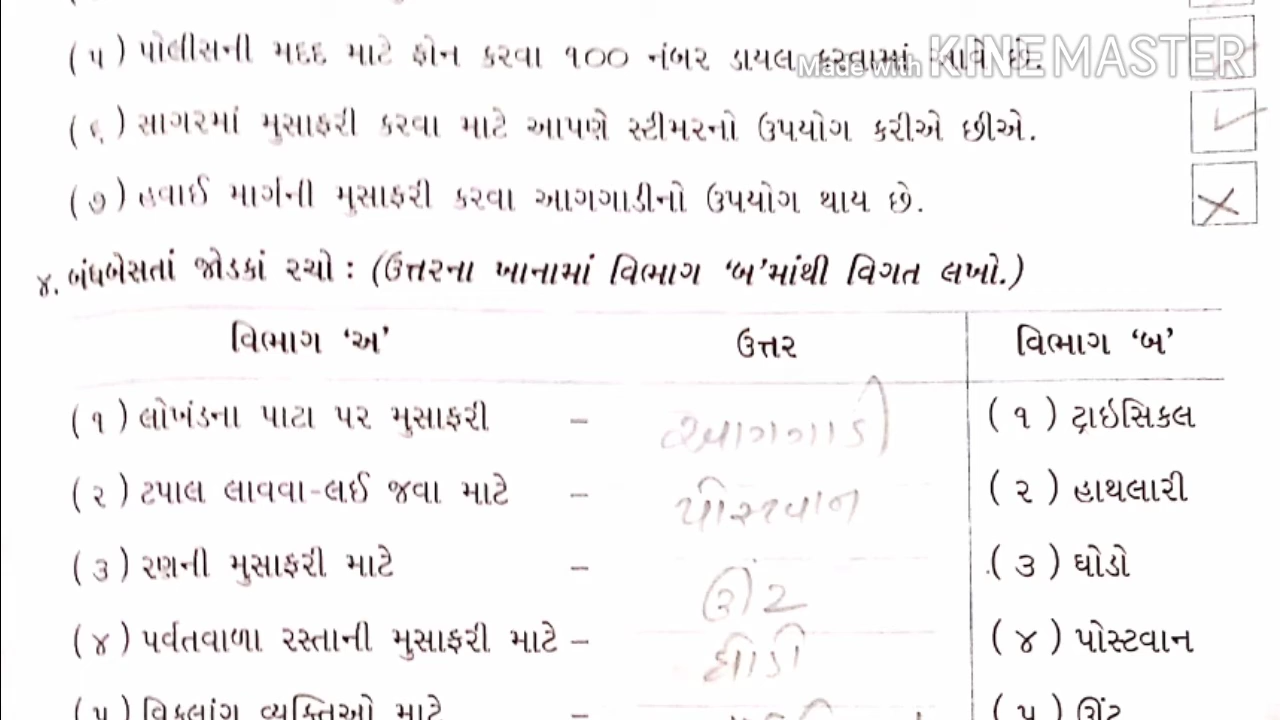 (૫) પોલીસની મદદ માટે ફોન કરવા ૧૦૦ નંબર ડાયલ કરવામાં આવે છે.
Made with KINEMASTER
(૬) સાગરમાં મુસાફરી કરવા માટે આપણે સ્ટીમરનો ઉપયોગ કરીએ છીએ.
(૭) હવાઈ માર્ગની મુસાફરી કરવા આગગાડીનો ઉપયોગ થાય છે.
૪. બંધબેસતાં જોડકાં રચો : (ઉત્તરના ખાનામાં વિભાગ ‘બ’માંથી વિગત લખો.)
વિભાગ ‘અ’ ઉત્તર વિભાગ ‘બ’
(૧) લોખંડના પાટા પર મુસાફરી – આગગાડી (૧) ટ્રાઇસિકલ
(૨) ટપાલ લાવવા-લઈ જવા માટે – પોસ્ટવાન (૨) હાથલારી
(૩) રણની મુસાફરી માટે – ઊંટ (૩) ઘોડો
(૪) પર્વતવાળા રસ્તાની મુસાફરી માટે – ઘોડો (૪) પોસ્ટવાન
(૫) વિકલાંગ વ્યક્તિઓ માટે – (૫) ઊંટ